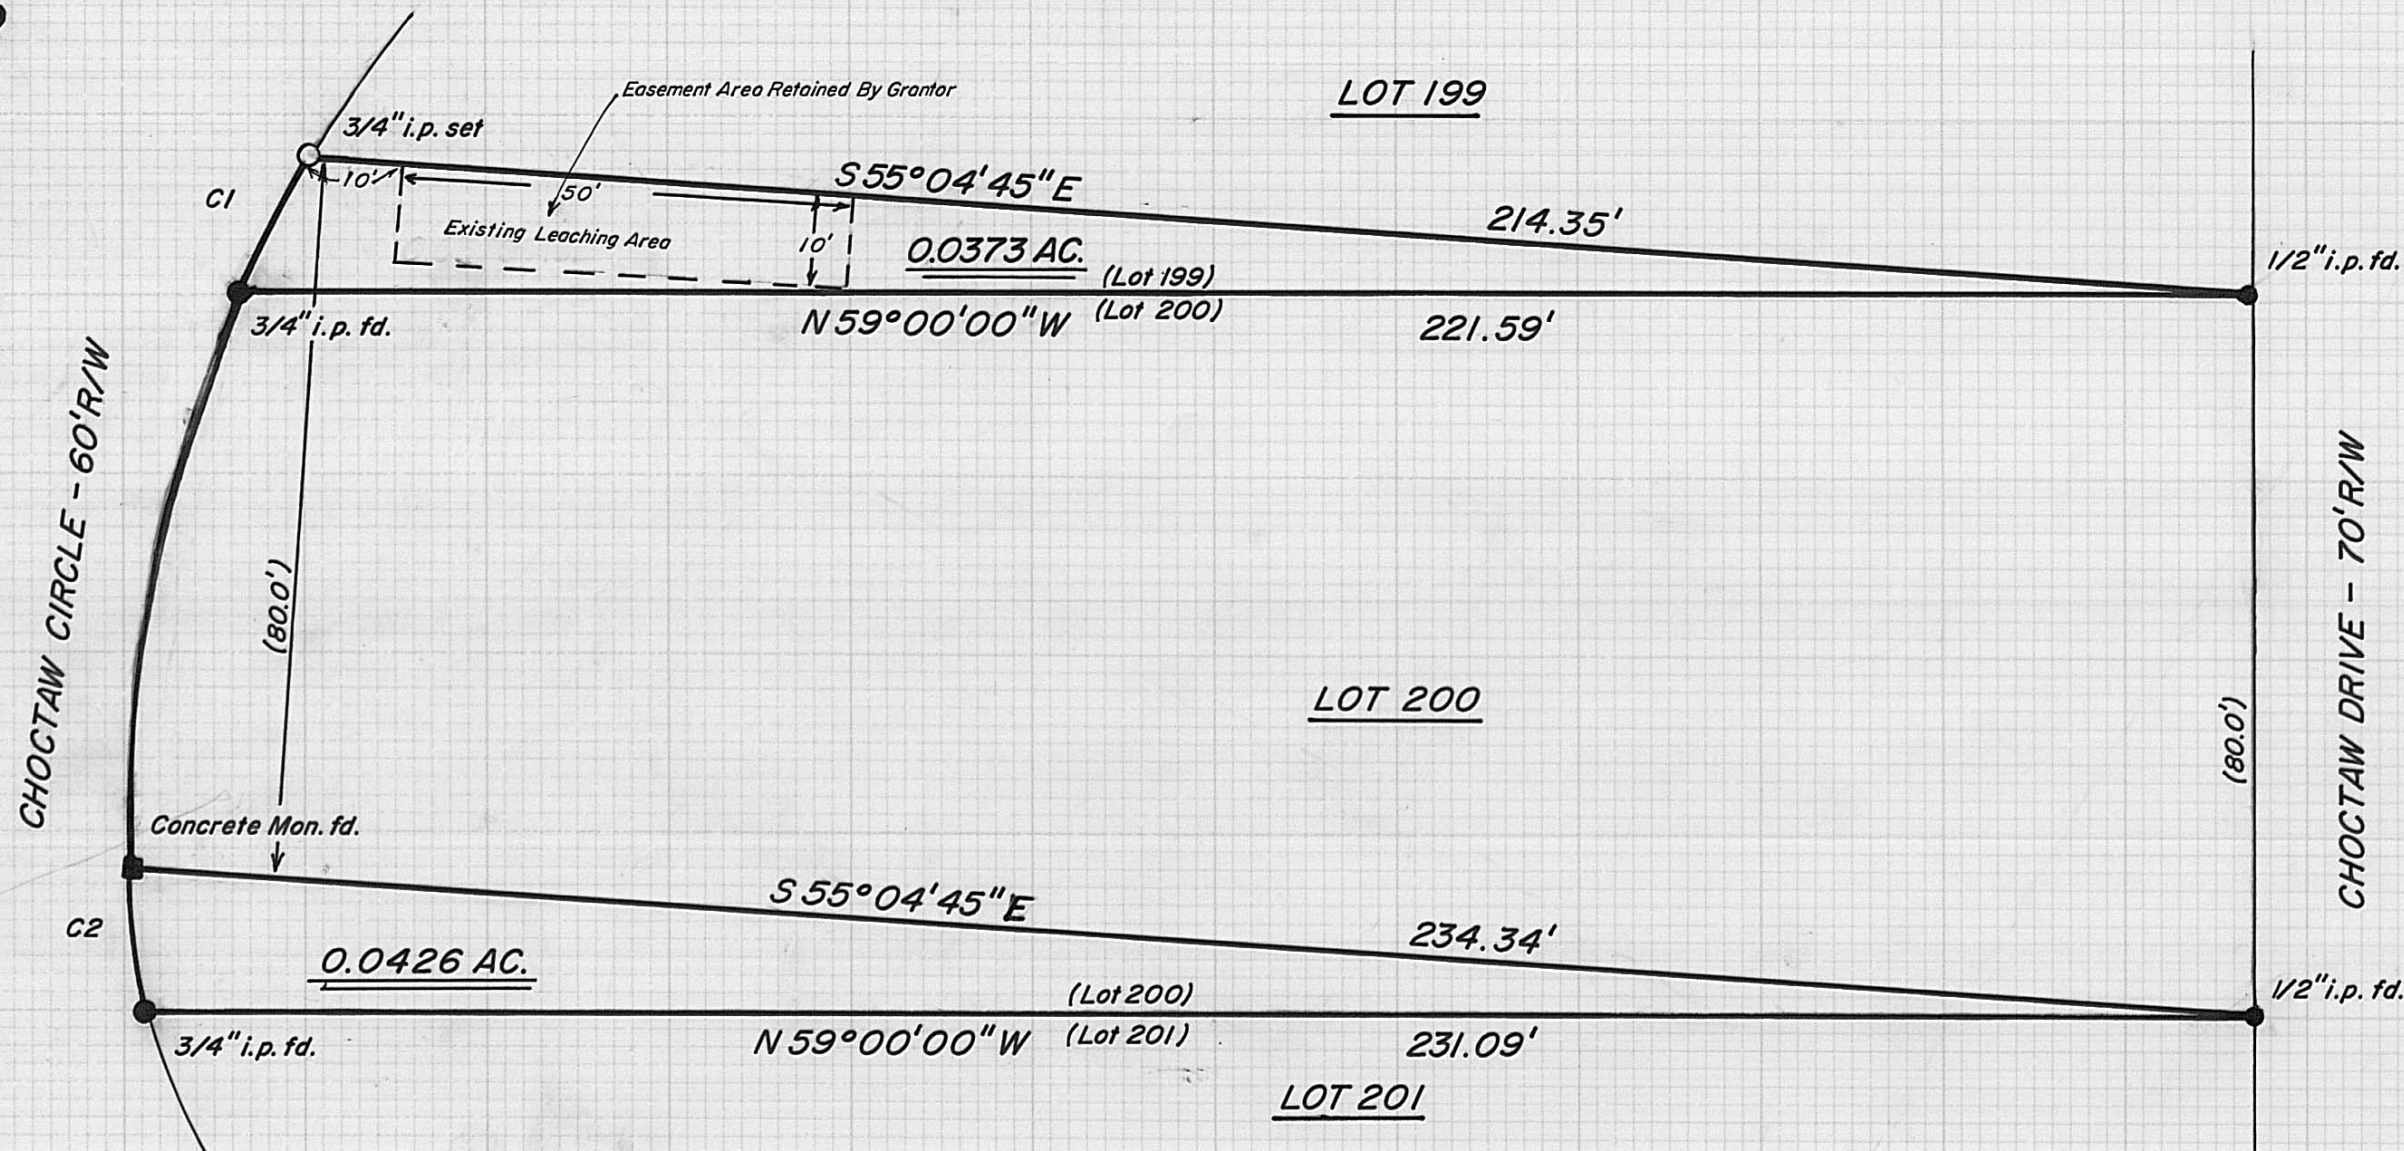 LOT 199
Easement Area Retained By Grantor
3/4" i.p. set
C1
10'
50'
S 55°04'45" E
214.35'
Existing Leaching Area
10'
0.0373 AC.
(Lot 199)
1/2" i.p. fd.
3/4" i.p. fd.
N 59°00'00" W
(Lot 200)
221.59'
CHOCTAW CIRCLE - 60' R/W
(80.0')
LOT 200
(80.0')
CHOCTAW DRIVE - 70' R/W
Concrete Mon. fd.
C2
S 55°04'45" E
234.34'
0.0426 AC.
(Lot 200)
1/2" i.p. fd.
3/4" i.p. fd.
N 59°00'00" W
(Lot 201)
231.09'
LOT 201